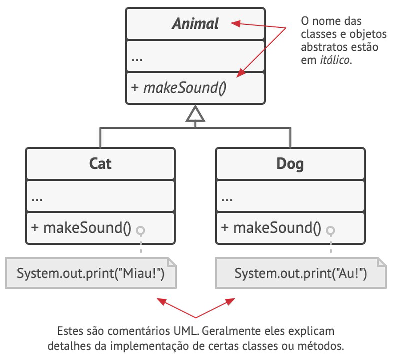 Animal
...
+ makeSound()
O nome das
classes e objetos
abstratos estão
em itálico.
Cat
...
+ makeSound()
Dog
...
+ makeSound()
System.out.print("Miau!")
System.out.print("Au!")
Estes são comentários UML. Geralmente eles explicam
detalhes da implementação de certas classes ou métodos.